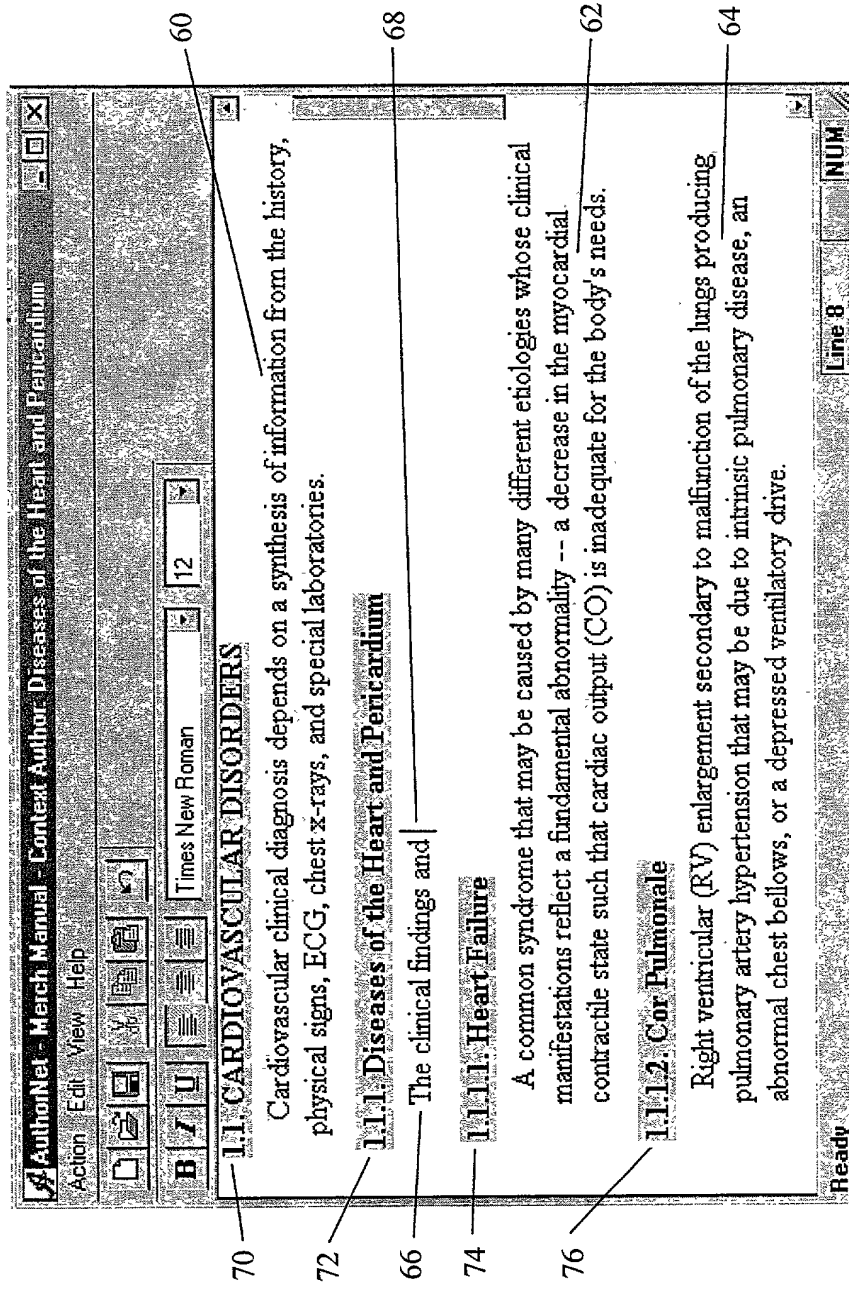 AuthorNet - Merck Manual - Context Author: Diseases of the Heart and Pericardium
Action Edit View Help
B I U Times New Roman 12
70 1.1. CARDIOVASCULAR DISORDERS
Cardiovascular clinical diagnosis depends on a synthesis of information from the history, 60
physical signs, ECG, chest x-rays, and special laboratories.
72 1.1.1. Diseases of the Heart and Pericardium
66 The clinical findings and 68
74 1.1.1.1. Heart Failure
A common syndrome that may be caused by many different etiologies whose clinical
manifestations reflect a fundamental abnormality -- a decrease in the myocardial
contractile state such that cardiac output (CO) is inadequate for the body's needs. 62
76 1.1.1.2. Cor Pulmonale
Right ventricular (RV) enlargement secondary to malfunction of the lungs producing
pulmonary artery hypertension that may be due to intrinsic pulmonary disease, an 64
abnormal chest bellows, or a depressed ventilatory drive.
Ready Line 8 NUM